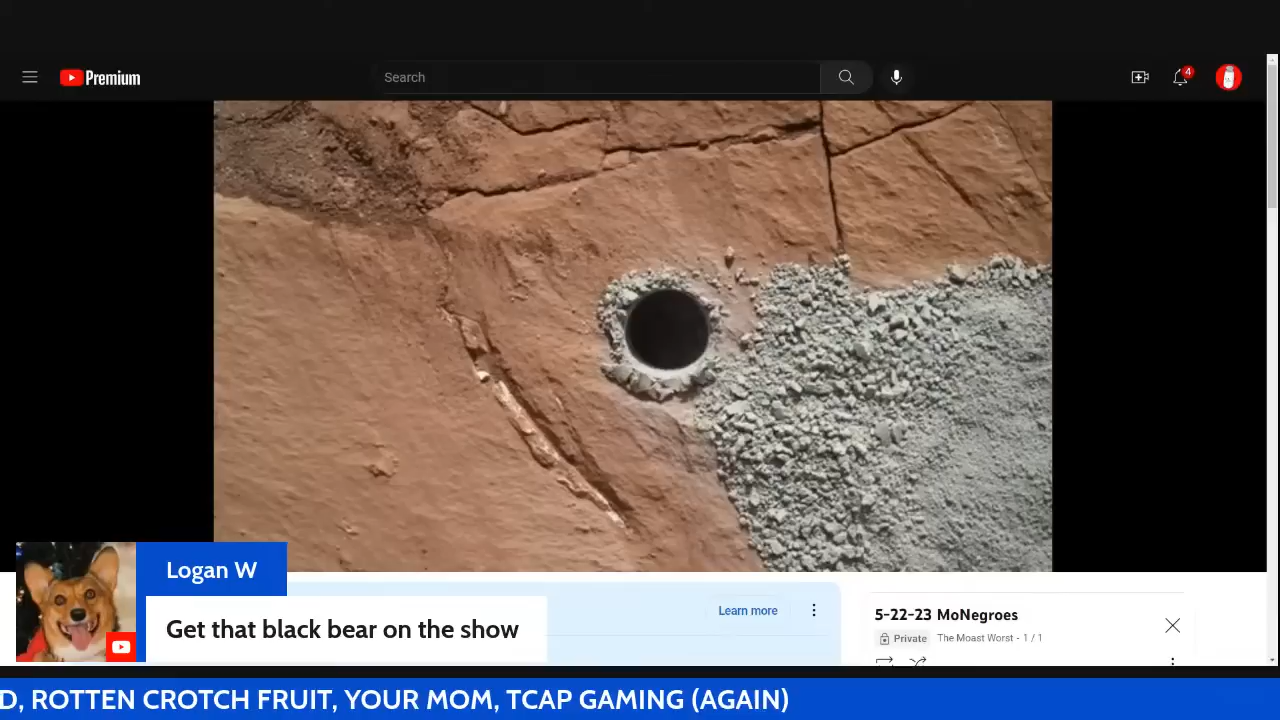 Premium
Search
4
Logan W
Get that black bear on the show
Learn more
5-22-23 MoNegroes
Private The Moast Worst - 1 / 1
D, ROTTEN CROTCH FRUIT, YOUR MOM, TCAP GAMING (AGAIN)